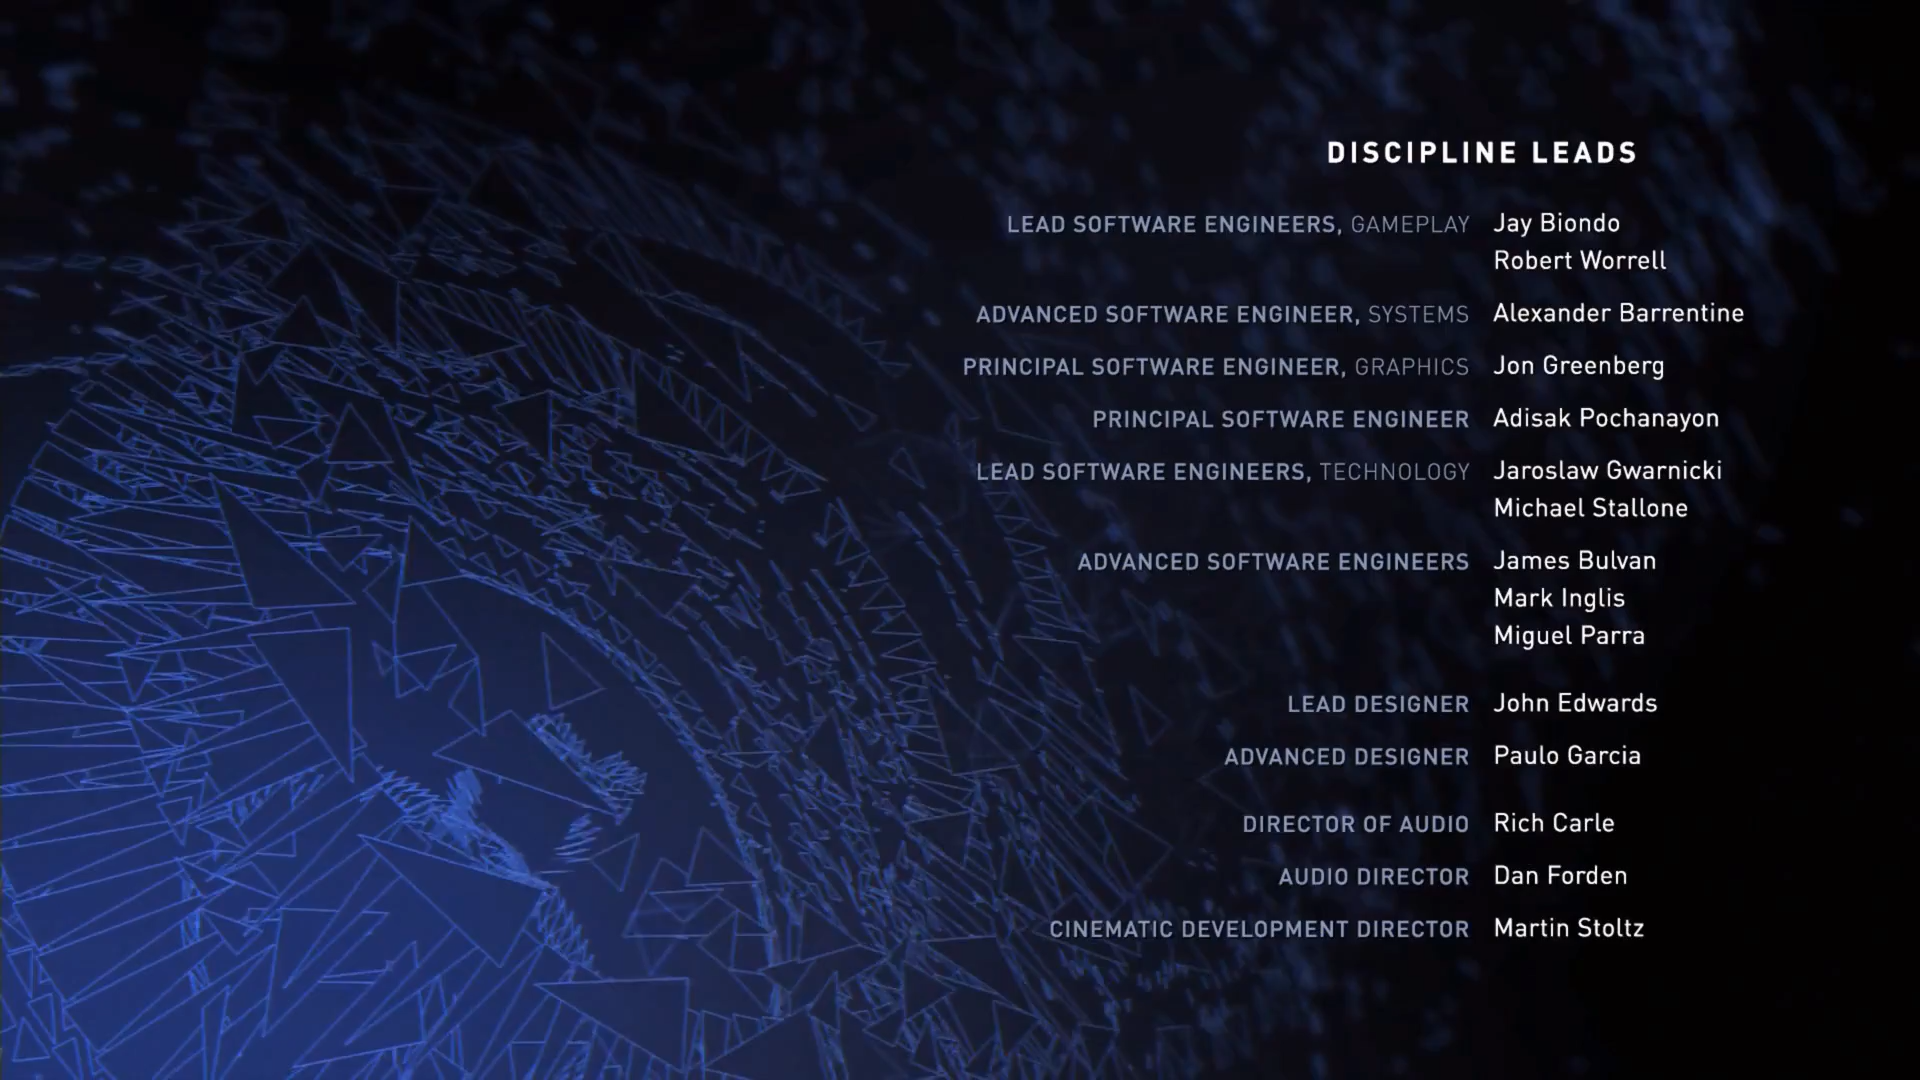 DISCIPLINE LEADS
LEAD SOFTWARE ENGINEERS, GAMEPLAY Jay Biondo
Robert Worrell
ADVANCED SOFTWARE ENGINEER, SYSTEMS Alexander Barrentine
PRINCIPAL SOFTWARE ENGINEER, GRAPHICS Jon Greenberg
PRINCIPAL SOFTWARE ENGINEER Adisak Pochanayon
LEAD SOFTWARE ENGINEERS, TECHNOLOGY Jaroslaw Gwarnicki
Michael Stallone
ADVANCED SOFTWARE ENGINEERS James Bulvan
Mark Inglis
Miguel Parra
LEAD DESIGNER John Edwards
ADVANCED DESIGNER Paulo Garcia
DIRECTOR OF AUDIO Rich Carle
AUDIO DIRECTOR Dan Forden
CINEMATIC DEVELOPMENT DIRECTOR Martin Stoltz